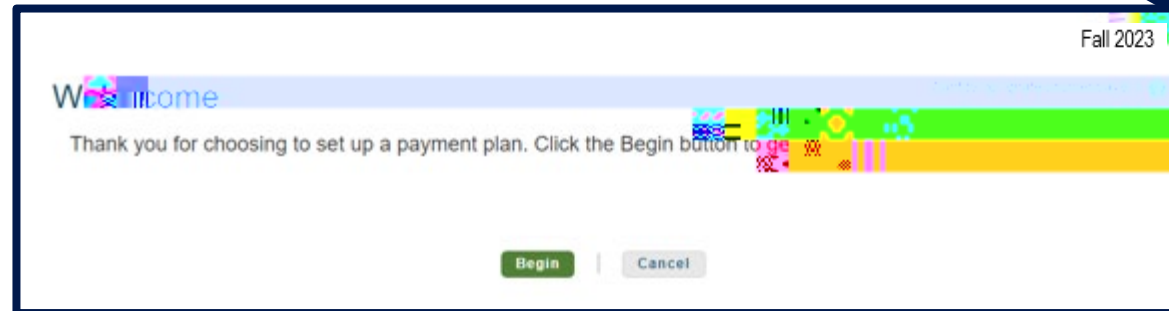 Fall 2023
Thank you for choosing to set up a payment plan. Click the Begin button to
Begin | Cancel